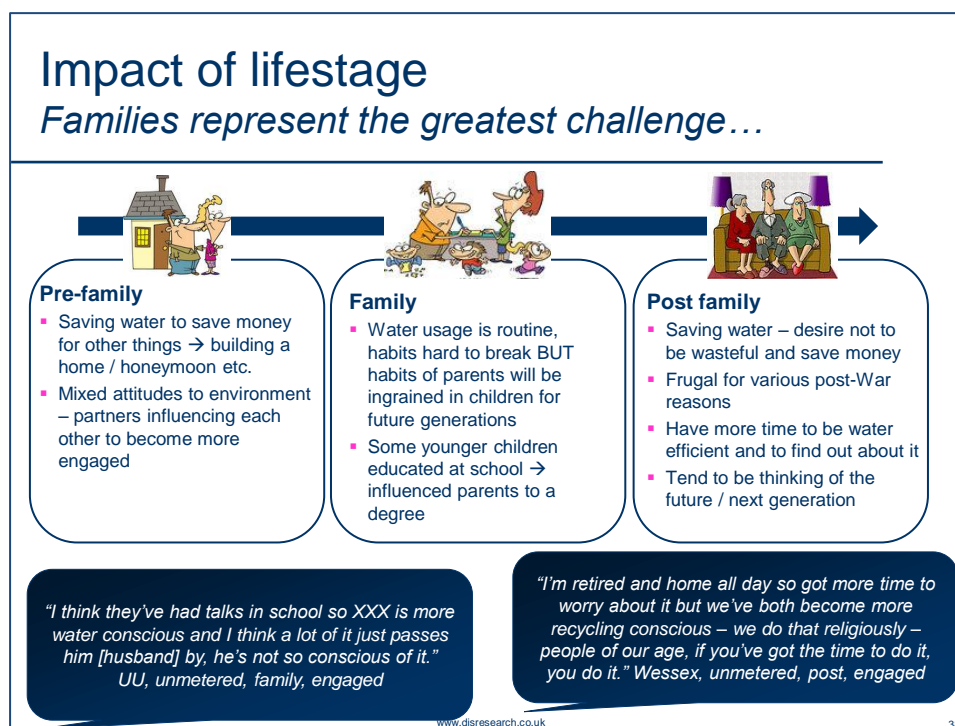 Impact of lifestage
Families represent the greatest challenge…
Pre-family
▪ Saving water to save money
for other things → building a
home / honeymoon etc.
▪ Mixed attitudes to environment
– partners influencing each
other to become more
engaged
Family
▪ Water usage is routine,
habits hard to break BUT
habits of parents will be
ingrained in children for
future generations
▪ Some younger children
educated at school →
influenced parents to a
degree
Post family
▪ Saving water – desire not to
be wasteful and save money
▪ Frugal for various post-War
reasons
▪ Have more time to be water
efficient and to find out about it
▪ Tend to be thinking of the
future / next generation
“I think they’ve had talks in school so XXX is more
water conscious and I think a lot of it just passes
him [husband] by, he’s not so conscious of it.”
UU, unmetered, family, engaged
“I’m retired and home all day so got more time to
worry about it but we’ve both become more
recycling conscious – we do that religiously –
people of our age, if you’ve got the time to do it,
you do it.” Wessex, unmetered, post, engaged
www.disresearch.co.uk
3